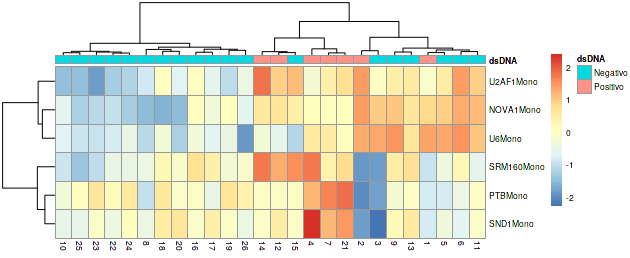 dsDNA
dsDNA
Negativo
Positivo
2
1
0
-1
-2
U2AF1Mono
NOVA1Mono
U6Mono
SRM160Mono
PTBMono
SND1Mono
10 25 23 22 24 8 18 20 16 17 19 26 14 12 15 4 7 21 2 3 9 13 1 5 6 11